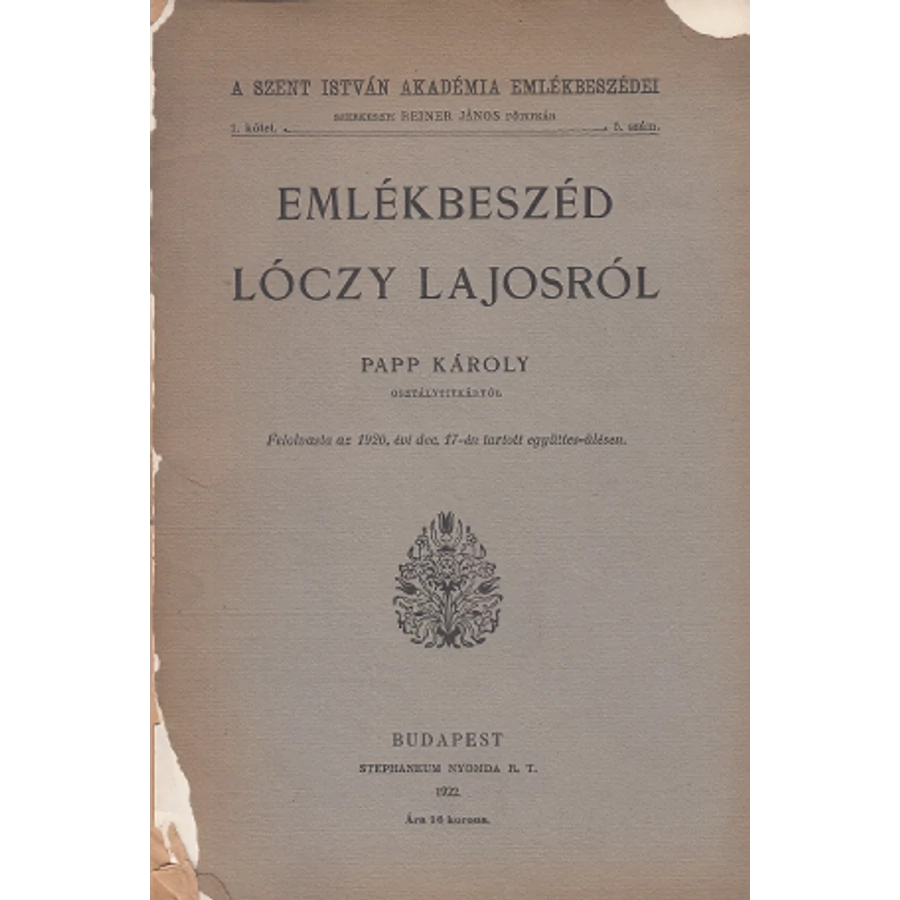 A SZENT ISTVÁN AKADÉMIA EMLÉKBESZÉDEI
SZERKESZTI REINER JÁNOS FŐTITKÁR
1. kötet. 5. szám.
EMLÉKBESZÉD
LÓCZY LAJOSRÓL
PAPP KÁROLY
OSZTÁLYTITKÁRTÓL
Felolvasta az 1920, évi dec. 17-én tartott együttes-ülésen.
BUDAPEST
STEPHANEUM NYOMDA R. T.
1922.
Ára 16 korona.